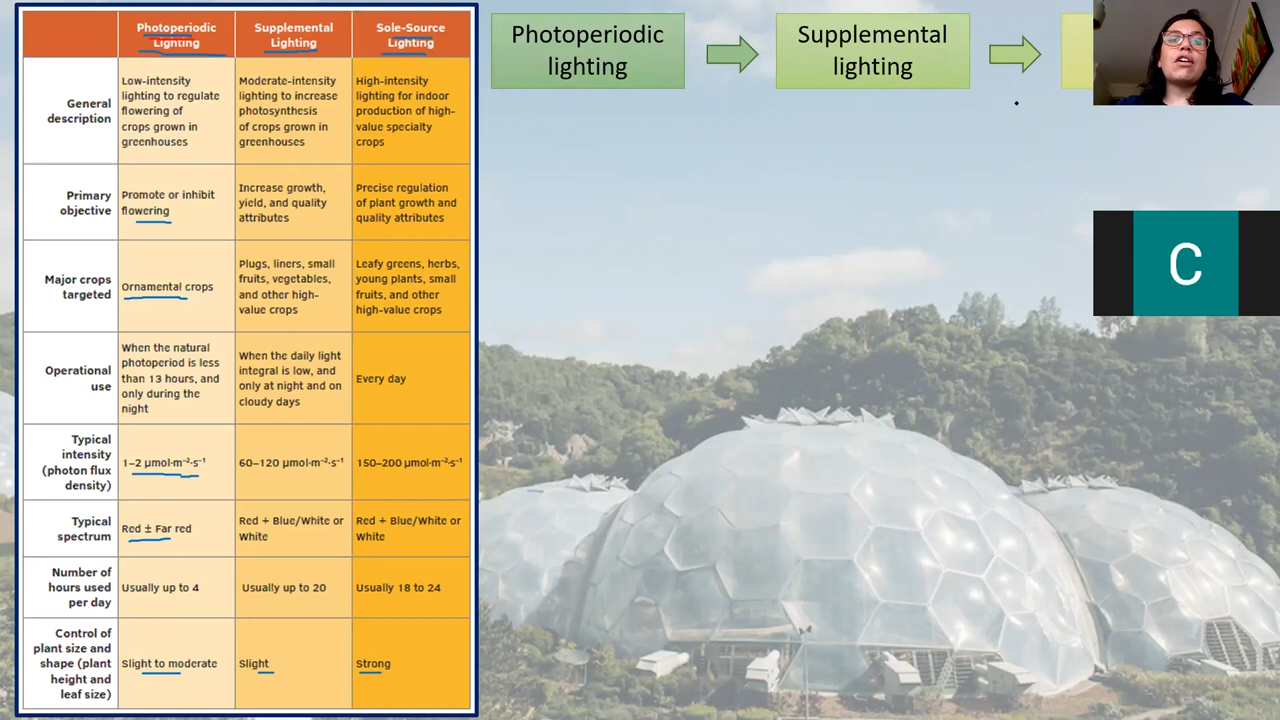 Photoperiodic
Lighting
Supplemental
Lighting
Sole-Source
Lighting
General
description
Low-intensity
lighting to regulate
flowering of
crops grown in
greenhouses
Moderate-intensity
lighting to increase
photosynthesis
of crops grown in
greenhouses
High-intensity
lighting for indoor
production of high-
value specialty
crops
Primary
objective
Promote or inhibit
flowering
Increase growth,
yield, and quality
attributes
Precise regulation
of plant growth and
quality attributes
Major crops
targeted
Ornamental crops
Plugs, liners, small
fruits, vegetables,
and other high-
value crops
Leafy greens, herbs,
young plants, small
fruits, and other
high-value crops
Operational
use
When the natural
photoperiod is less
than 13 hours, and
only during the
night
When the daily light
integral is low, and
only at night and on
cloudy days
Every day
Typical
intensity
(photon flux
density)
1–2 µmol·m⁻²·s⁻¹
60–120 µmol·m⁻²·s⁻¹
150–200 µmol·m⁻²·s⁻¹
Typical
spectrum
Red ± Far red
Red + Blue/White or
White
Red + Blue/White or
White
Number of
hours used
per day
Usually up to 4
Usually up to 20
Usually 18 to 24
Control of
plant size and
shape (plant
height and
leaf size)
Slight to moderate
Slight
Strong
Photoperiodic
lighting
Supplemental
lighting
C